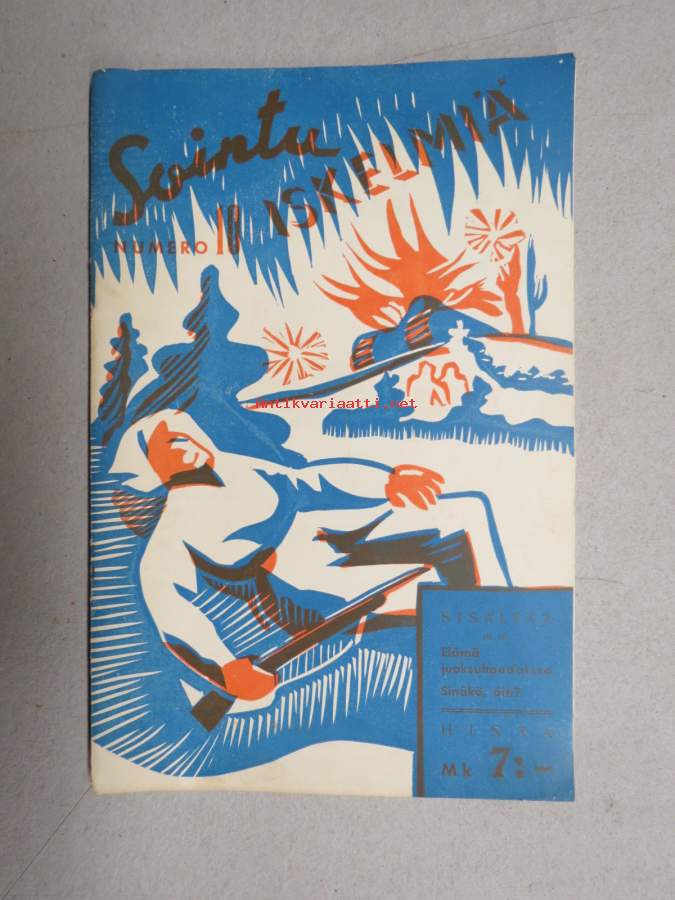 Sointu
ISKELMIÄ
NUMERO 18
antikvariaatti.net
SISÄLTÄÄ
m m
Elämä
juoksuhaudoissa
Sinäkö, äiti?
HINTA
Mk 7:-